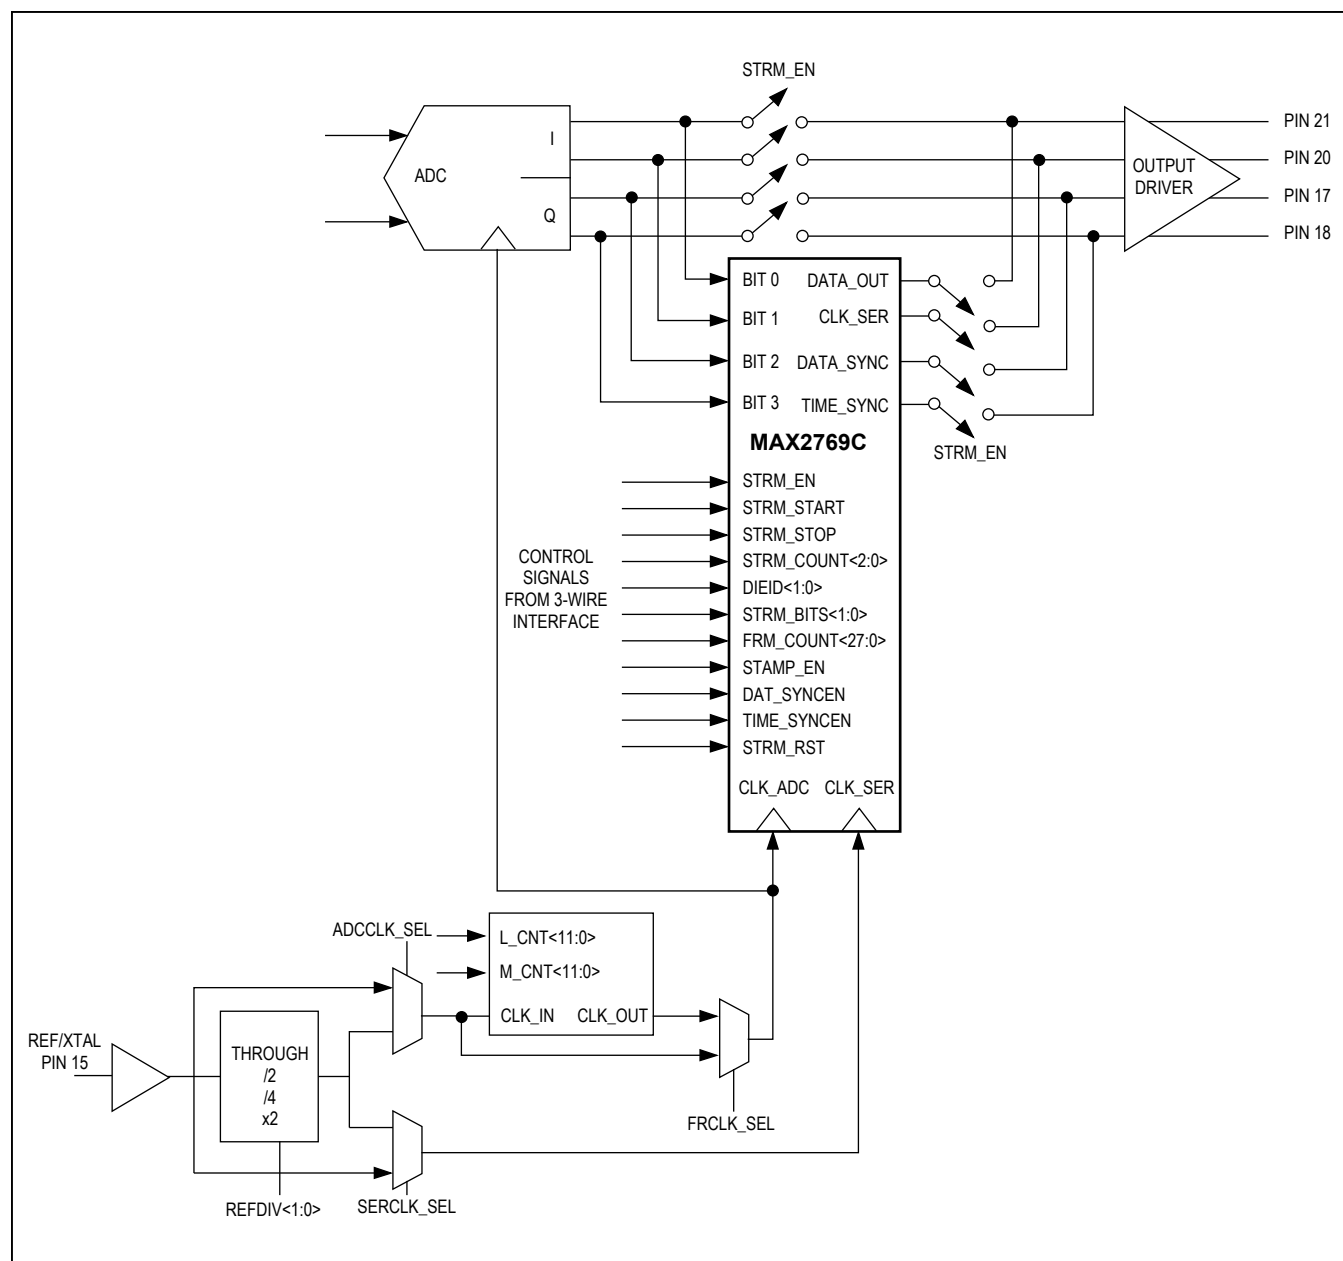 STRM_EN
PIN 21
I
PIN 20
ADC
OUTPUT
DRIVER
PIN 17
Q
PIN 18
BIT 0 DATA_OUT
BIT 1 CLK_SER
BIT 2 DATA_SYNC
BIT 3 TIME_SYNC
MAX2769C
STRM_EN
STRM_EN
STRM_START
STRM_STOP
STRM_COUNT<2:0>
DIEID<1:0>
STRM_BITS<1:0>
FRM_COUNT<27:0>
STAMP_EN
DAT_SYNCEN
TIME_SYNCEN
STRM_RST
CONTROL
SIGNALS
FROM 3-WIRE
INTERFACE
CLK_ADC CLK_SER
ADCCLK_SEL
L_CNT<11:0>
M_CNT<11:0>
CLK_IN CLK_OUT
REF/XTAL
PIN 15
THROUGH
/2
/4
x2
FRCLK_SEL
REFDIV<1:0>
SERCLK_SEL